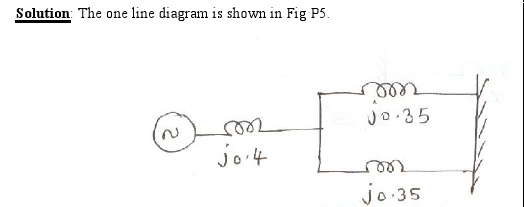 Solution: The one line diagram is shown in Fig P5.
j0.35
j0.4
j0.35